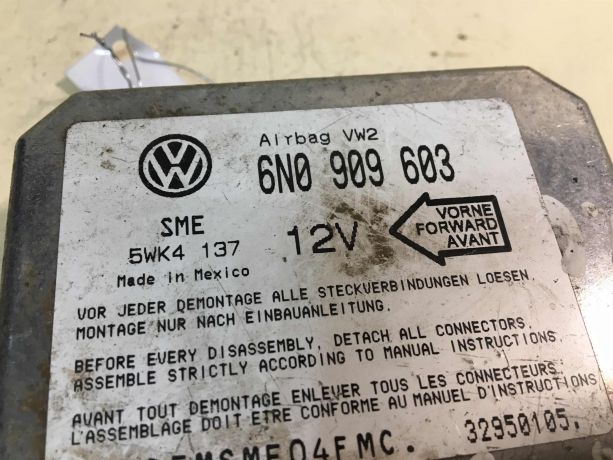 Airbag VW2
6N0 909 603
SME
5WK4 137
12V
VORNE
FORWARD
AVANT
Made in Mexico
VOR JEDER DEMONTAGE ALLE STECKVERBINDUNGEN LOESEN.
MONTAGE NUR NACH EINBAUANLEITUNG.
BEFORE EVERY DISASSEMBLY, DETACH ALL CONNECTORS.
ASSEMBLE STRICTLY ACCORDING TO MANUAL INSTRUCTIONS.
AVANT TOUT DEMONTAGE ENLEVER TOUS LES CONNECTEURS.
L'ASSEMBLAGE DOIT ETRE CONFORME AU MANUEL D'INSTRUCTIONS
32950105.